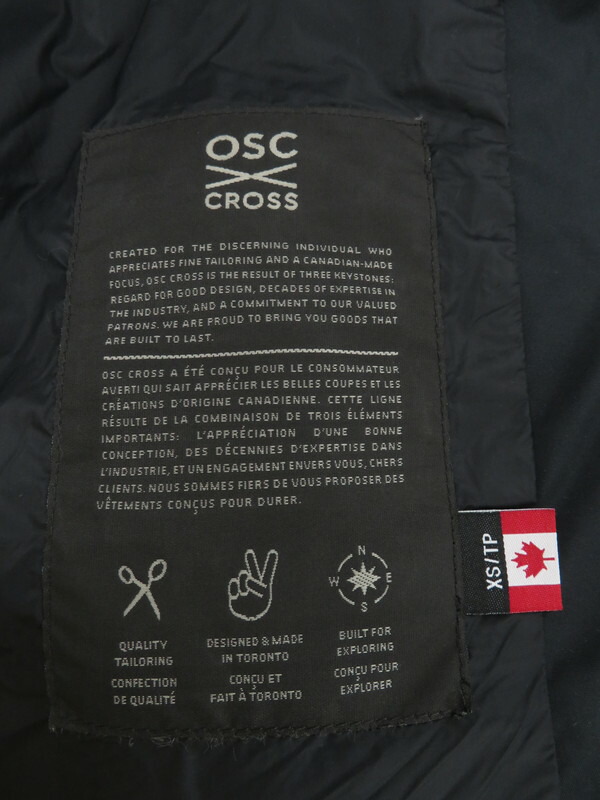 OSC
CROSS
CREATED FOR THE DISCERNING INDIVIDUAL WHO
APPRECIATES FINE TAILORING AND A CANADIAN-MADE
FOCUS, OSC CROSS IS THE RESULT OF THREE KEYSTONES:
REGARD FOR GOOD DESIGN, DECADES OF EXPERTISE IN
THE INDUSTRY, AND A COMMITMENT TO OUR VALUED
PATRONS. WE ARE PROUD TO BRING YOU GOODS THAT
ARE BUILT TO LAST.
OSC CROSS A ÉTÉ CONÇU POUR LE CONSOMMATEUR
AVERTI QUI SAIT APPRÉCIER LES BELLES COUPES ET LES
CRÉATIONS D'ORIGINE CANADIENNE. CETTE LIGNE
RÉSULTE DE LA COMBINAISON DE TROIS ÉLÉMENTS
IMPORTANTS: L'APPRÉCIATION D'UNE BONNE
CONCEPTION, DES DÉCENNIES D'EXPERTISE DANS
L'INDUSTRIE, ET UN ENGAGEMENT ENVERS VOUS, CHERS
CLIENTS. NOUS SOMMES FIERS DE VOUS PROPOSER DES
VÊTEMENTS CONÇUS POUR DURER.
XS/TP
N
W E
S
QUALITY
TAILORING
CONFECTION
DE QUALITÉ
DESIGNED & MADE
IN TORONTO
CONÇU ET
FAIT À TORONTO
BUILT FOR
EXPLORING
CONÇU POUR
EXPLORER